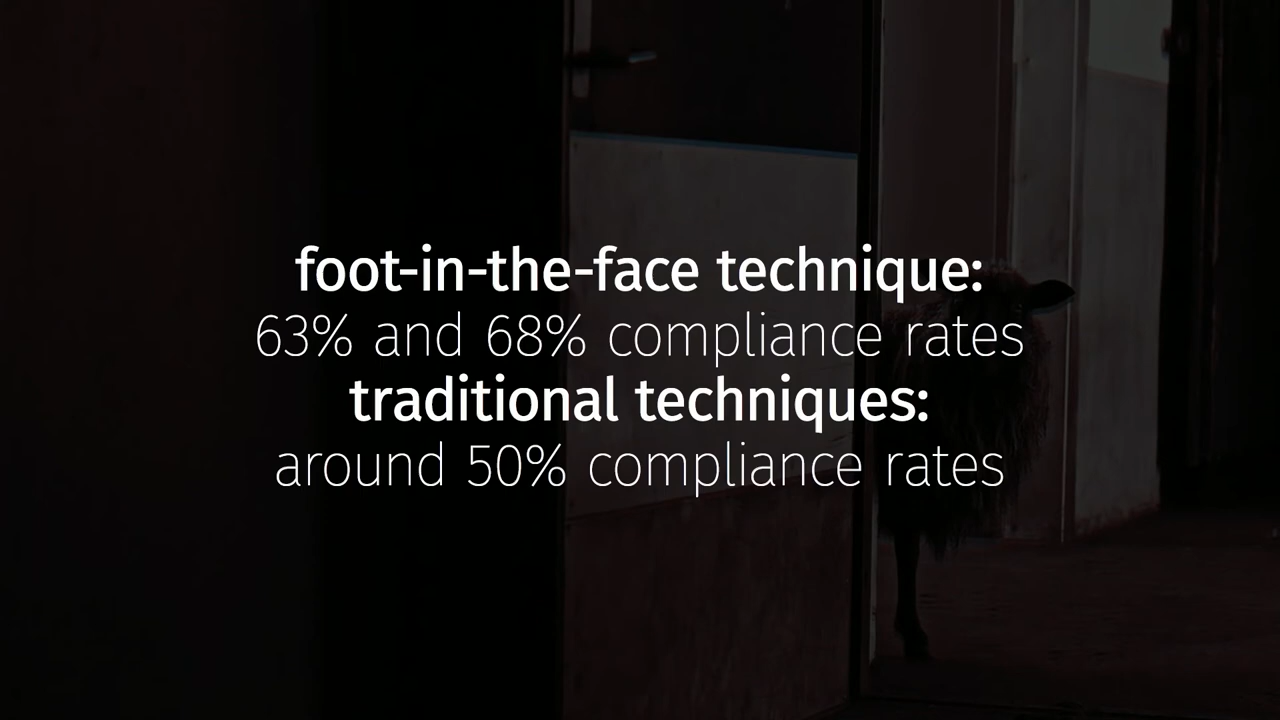 foot-in-the-face technique:
63% and 68% compliance rates
traditional techniques:
around 50% compliance rates